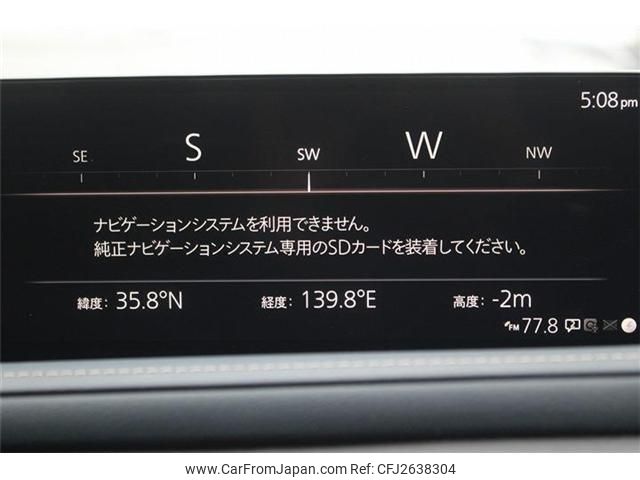 5:08 pm
SE S SW W NW
ナビゲーションシステムを利用できません。
純正ナビゲーションシステム専用のSDカードを装着してください。
緯度: 35.8°N 経度: 139.8°E 高度: -2m
FM 77.8 2
© www.CarFromJapan.com - CFJ2638304